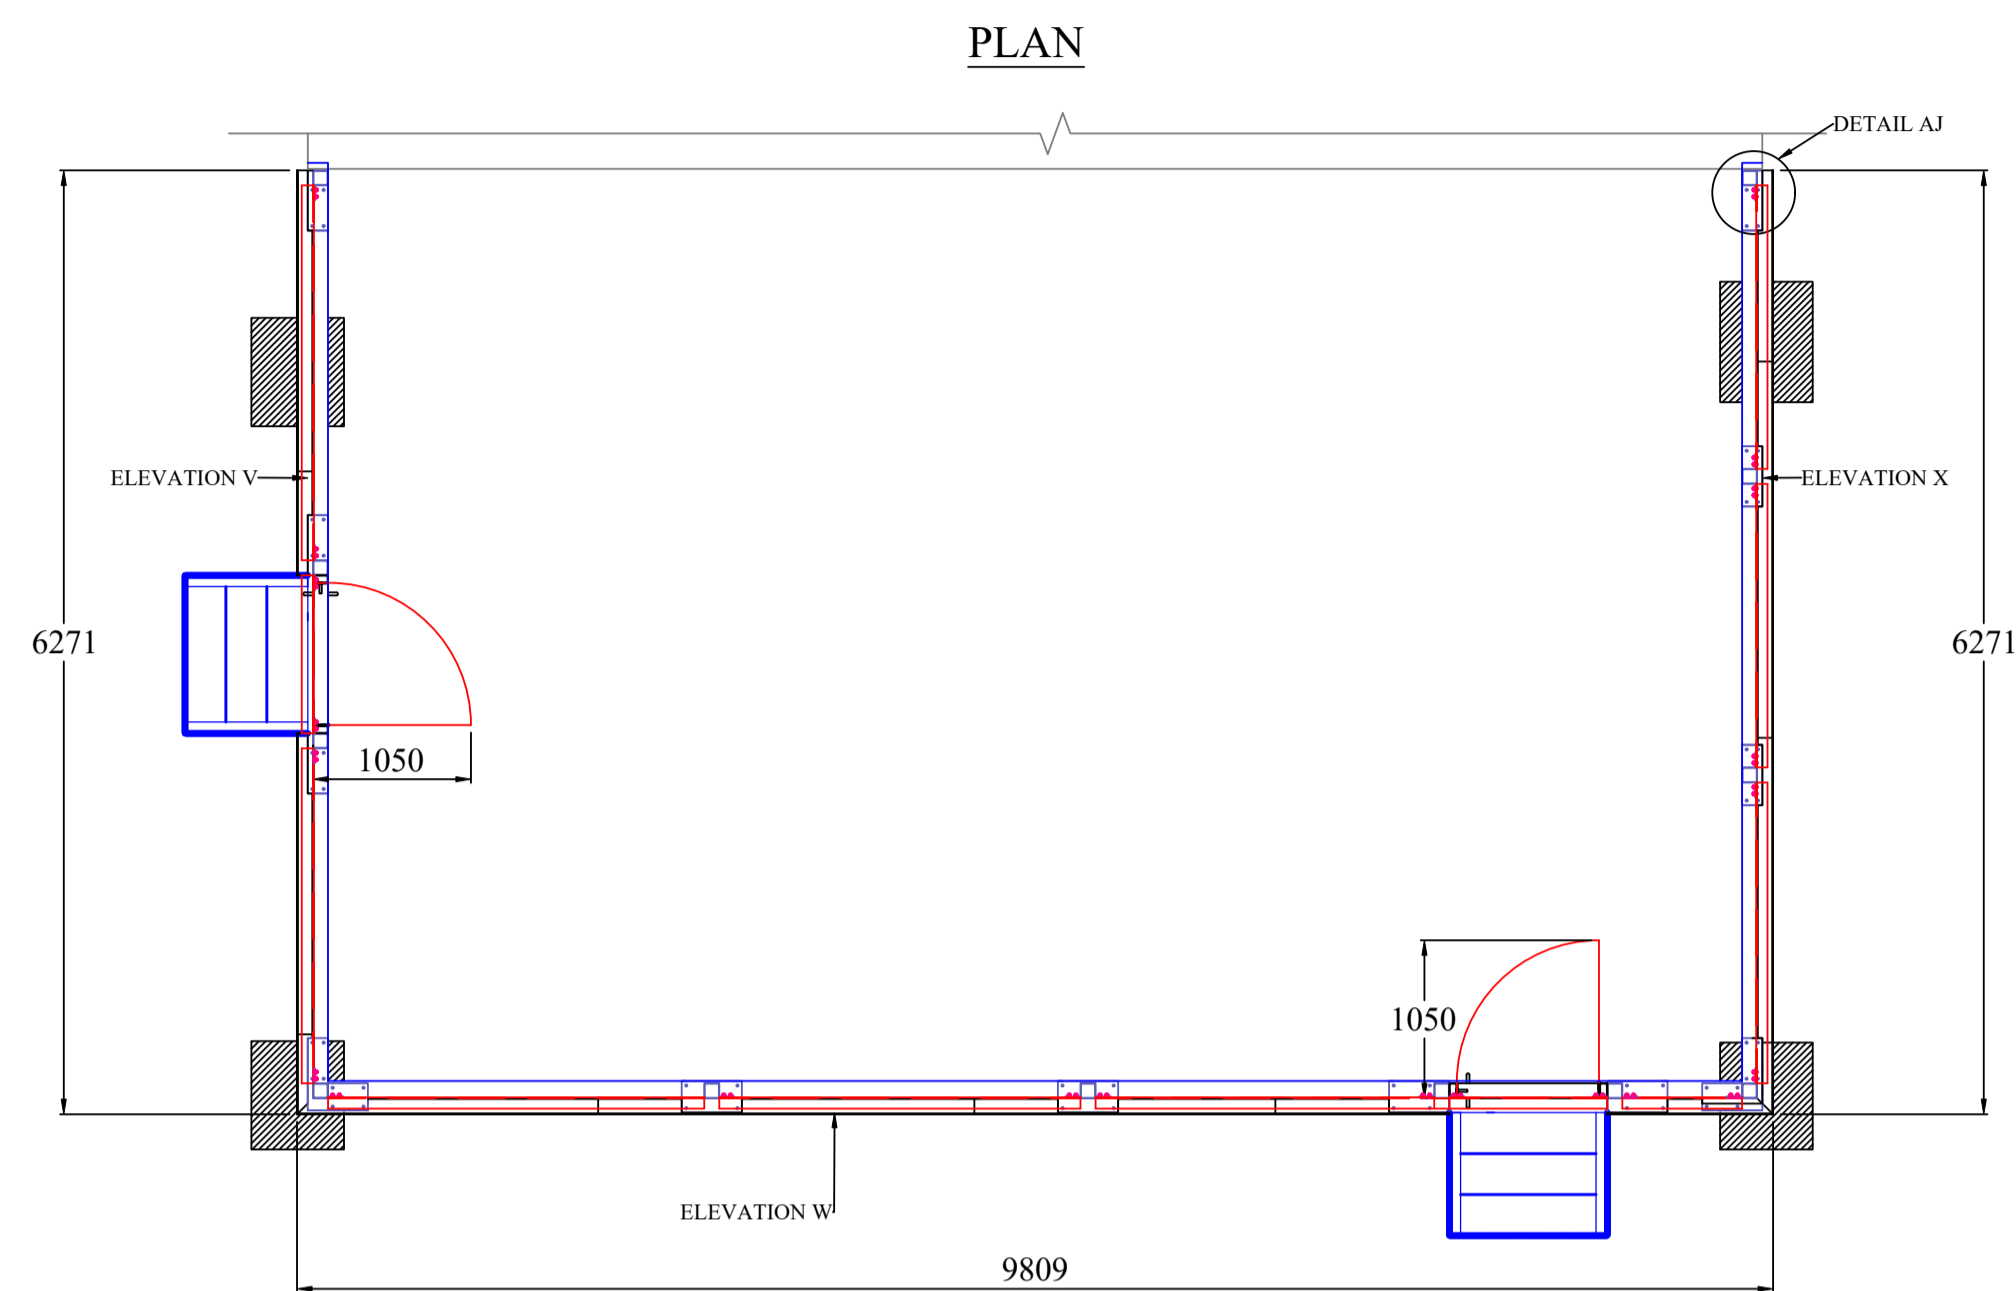 PLAN
DETAIL AJ
ELEVATION V
ELEVATION X
6271
6271
1050
1050
ELEVATION W
9809